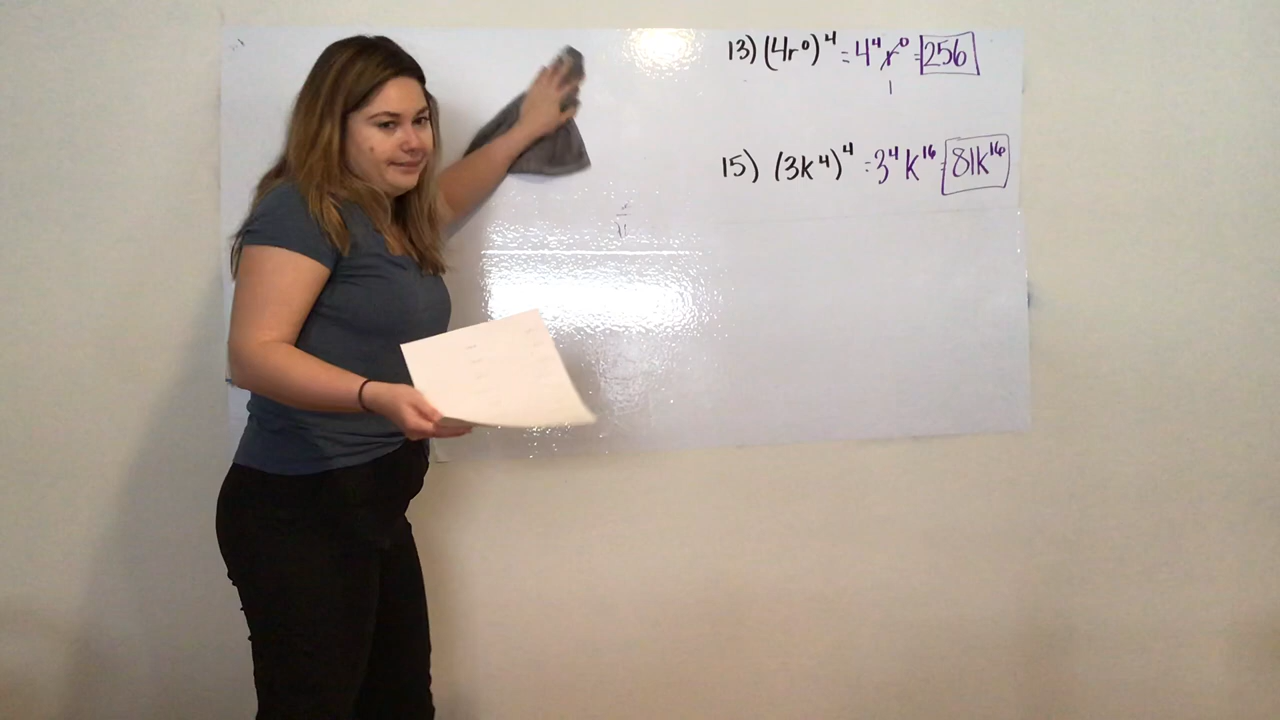 13) (4r⁰)⁴ = 4⁴r⁰ = 256
1
15) (3k⁴)⁴ = 3⁴k¹⁶ = 81k¹⁶